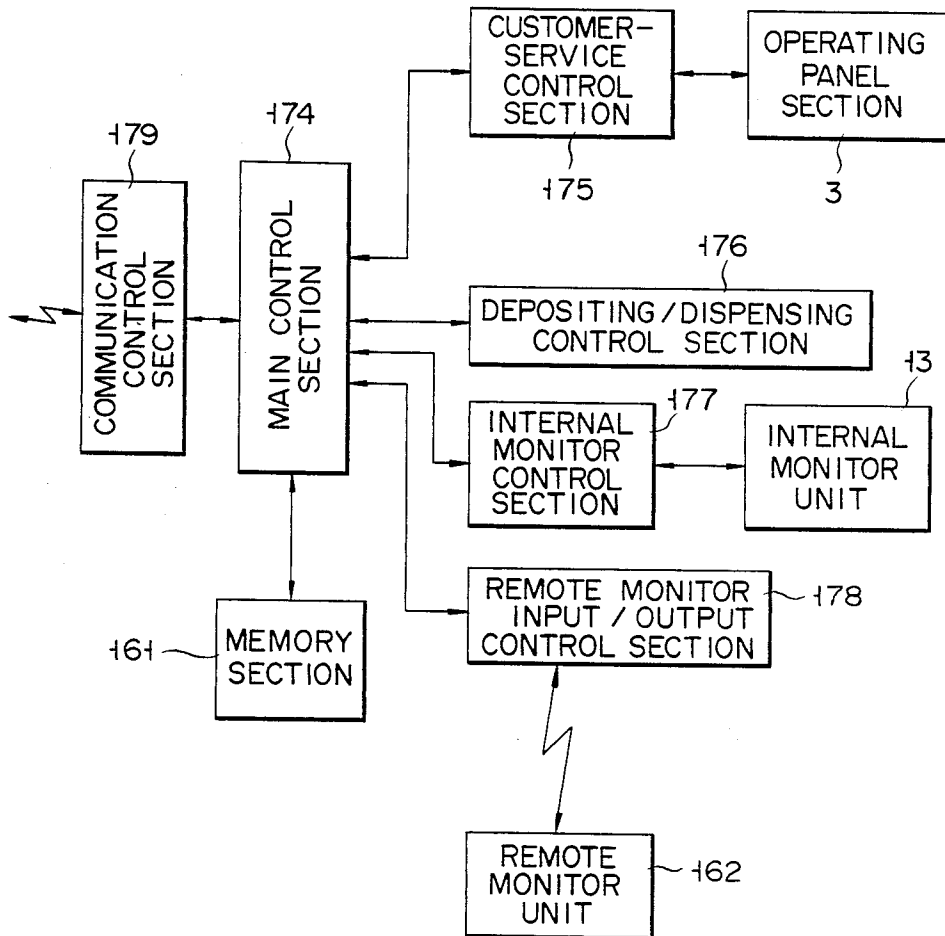 CUSTOMER-
SERVICE
CONTROL
SECTION
175
OPERATING
PANEL
SECTION
3
179
COMMUNICATION
CONTROL
SECTION
174
MAIN CONTROL
SECTION
176
DEPOSITING/DISPENSING
CONTROL SECTION
177
INTERNAL
MONITOR
CONTROL
SECTION
13
INTERNAL
MONITOR
UNIT
161
MEMORY
SECTION
REMOTE MONITOR
INPUT/OUTPUT
CONTROL SECTION
178
REMOTE
MONITOR
UNIT
162